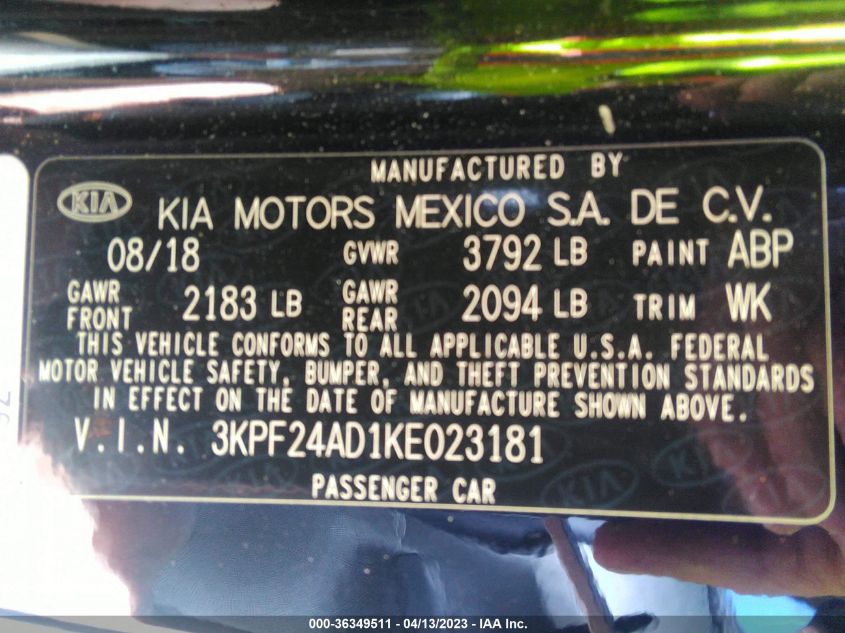 MANUFACTURED BY
KIA KIA MOTORS MEXICO S.A. DE C.V.
08/18 GVWR 3792 LB PAINT ABP
GAWR FRONT 2183 LB GAWR REAR 2094 LB TRIM WK
THIS VEHICLE CONFORMS TO ALL APPLICABLE U.S.A. FEDERAL
MOTOR VEHICLE SAFETY, BUMPER, AND THEFT PREVENTION STANDARDS
IN EFFECT ON THE DATE OF MANUFACTURE SHOWN ABOVE.
V.I.N. 3KPF24AD1KE023181
PASSENGER CAR
000-36349511 - 04/13/2023 - IAA Inc.